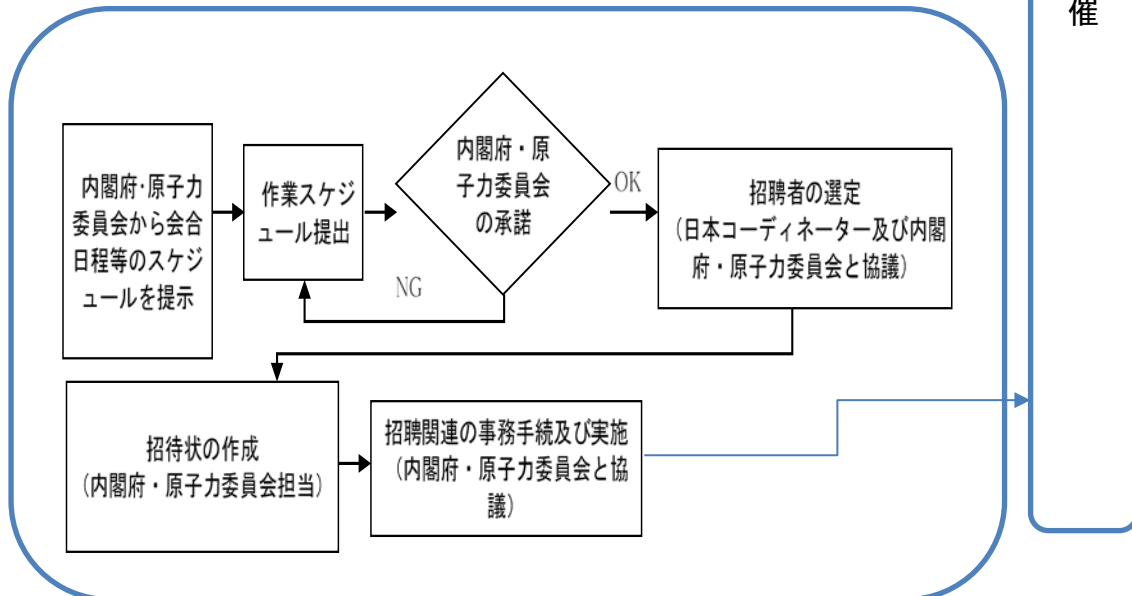 催
内閣府・原子力
委員会から会合
日程等のスケジ
ュールを提示
作業スケジ
ュール提出
内閣府・原
子力委員会
の承諾
OK
NG
招聘者の選定
（日本コーディネーター及び内閣
府・原子力委員会と協議）
招待状の作成
（内閣府・原子力委員会担当）
招聘関連の事務手続及び実施
（内閣府・原子力委員会と協
議）